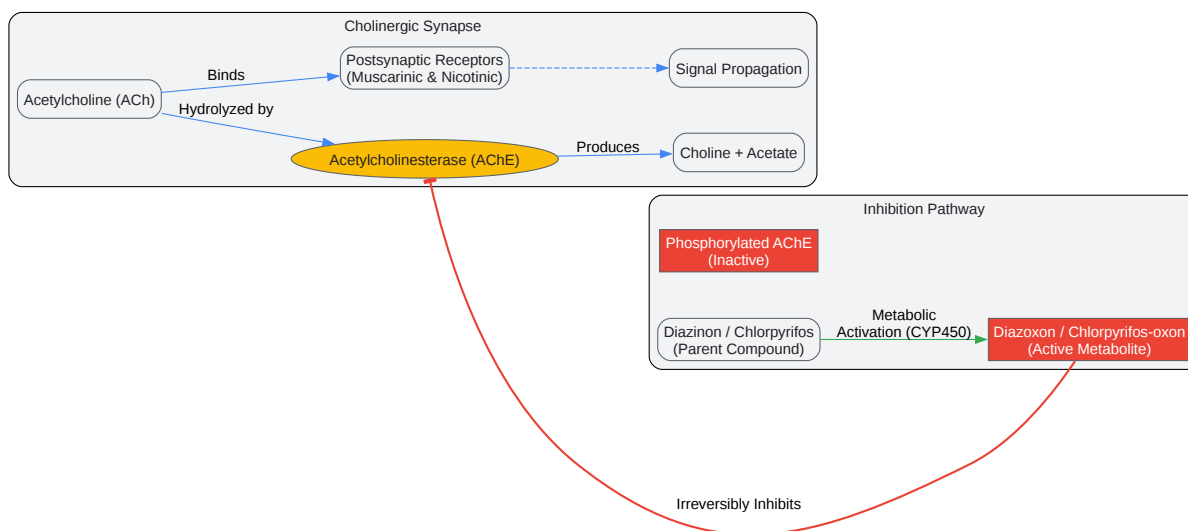 Cholinergic Synapse
Acetylcholine (ACh)
Binds
Hydrolyzed by
Postsynaptic Receptors
(Muscarinic & Nicotinic)
Signal Propagation
Acetylcholinesterase (AChE)
Produces
Choline + Acetate
Inhibition Pathway
Phosphorylated AChE
(Inactive)
Diazinon / Chlorpyrifos
(Parent Compound)
Metabolic
Activation (CYP450)
Diazoxon / Chlorpyrifos-oxon
(Active Metabolite)
Irreversibly Inhibits